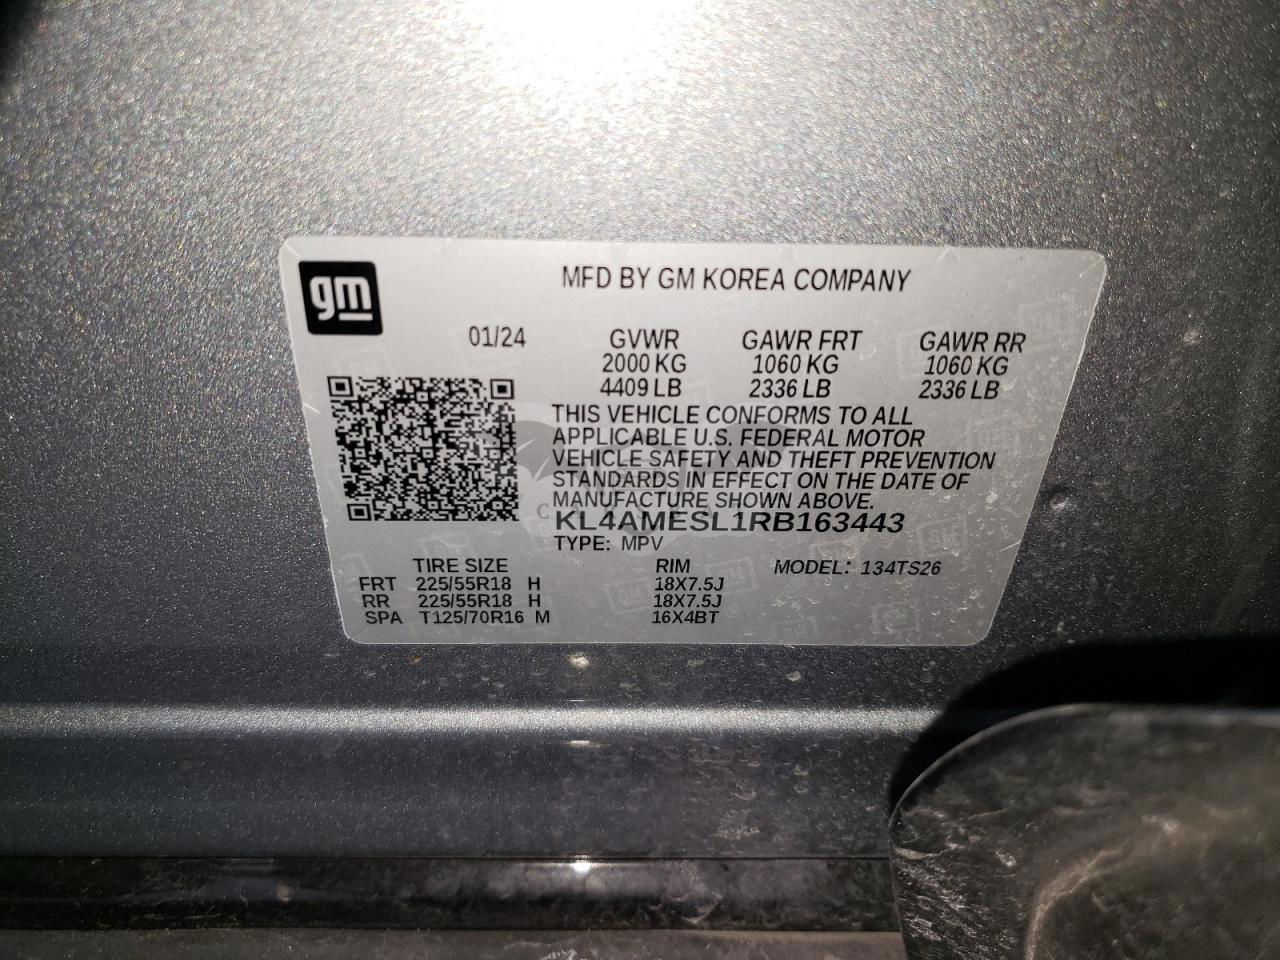 gm
MFD BY GM KOREA COMPANY
01/24 GVWR GAWR FRT GAWR RR
2000 KG 1060 KG 1060 KG
4409 LB 2336 LB 2336 LB
THIS VEHICLE CONFORMS TO ALL
APPLICABLE U.S. FEDERAL MOTOR
VEHICLE SAFETY AND THEFT PREVENTION
STANDARDS IN EFFECT ON THE DATE OF
MANUFACTURE SHOWN ABOVE.
KL4AMESL1RB163443
TYPE: MPV
TIRE SIZE RIM MODEL: 134TS26
FRT 225/55R18 H 18X7.5J
RR 225/55R18 H 18X7.5J
SPA T125/70R16 M 16X4BT